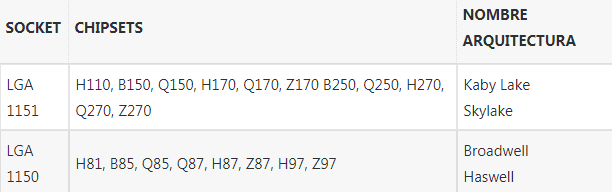 SOCKET CHIPSETS NOMBRE
ARQUITECTURA
LGA
1151
H110, B150, Q150, H170, Q170, Z170 B250, Q250, H270,
Q270, Z270
Kaby Lake
Skylake
LGA
1150
H81, B85, Q85, Q87, H87, Z87, H97, Z97
Broadwell
Haswell